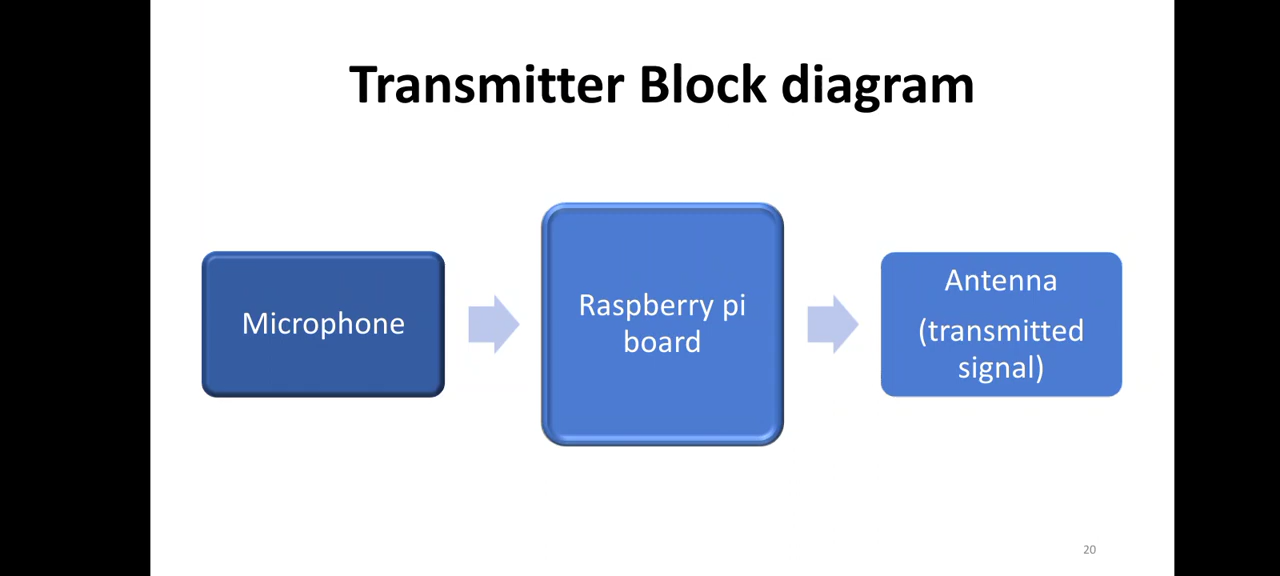 Transmitter Block diagram
Microphone
Raspberry pi
board
Antenna
(transmitted
signal)
20